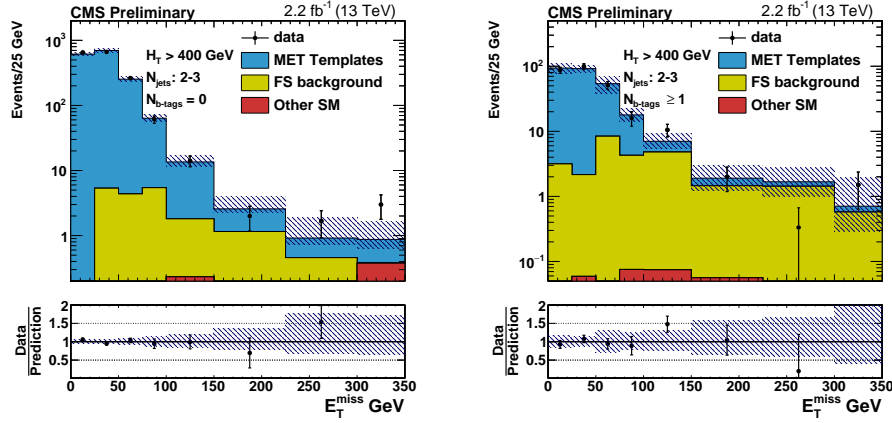 CMS Preliminary 2.2 fb⁻¹ (13 TeV)
Events/25 GeV
10³
10²
10
1
data
MET Templates
FS background
Other SM
H_T > 400 GeV
N_jets: 2-3
N_b-tags = 0
Data
Prediction
2
1.5
1
0.5
0 50 100 150 200 250 300 350
E_T^miss GeV
CMS Preliminary 2.2 fb⁻¹ (13 TeV)
Events/25 GeV
10²
10
1
10⁻¹
data
MET Templates
FS background
Other SM
H_T > 400 GeV
N_jets: 2-3
N_b-tags ≥ 1
Data
Prediction
2
1.5
1
0.5
0 50 100 150 200 250 300 350
E_T^miss GeV